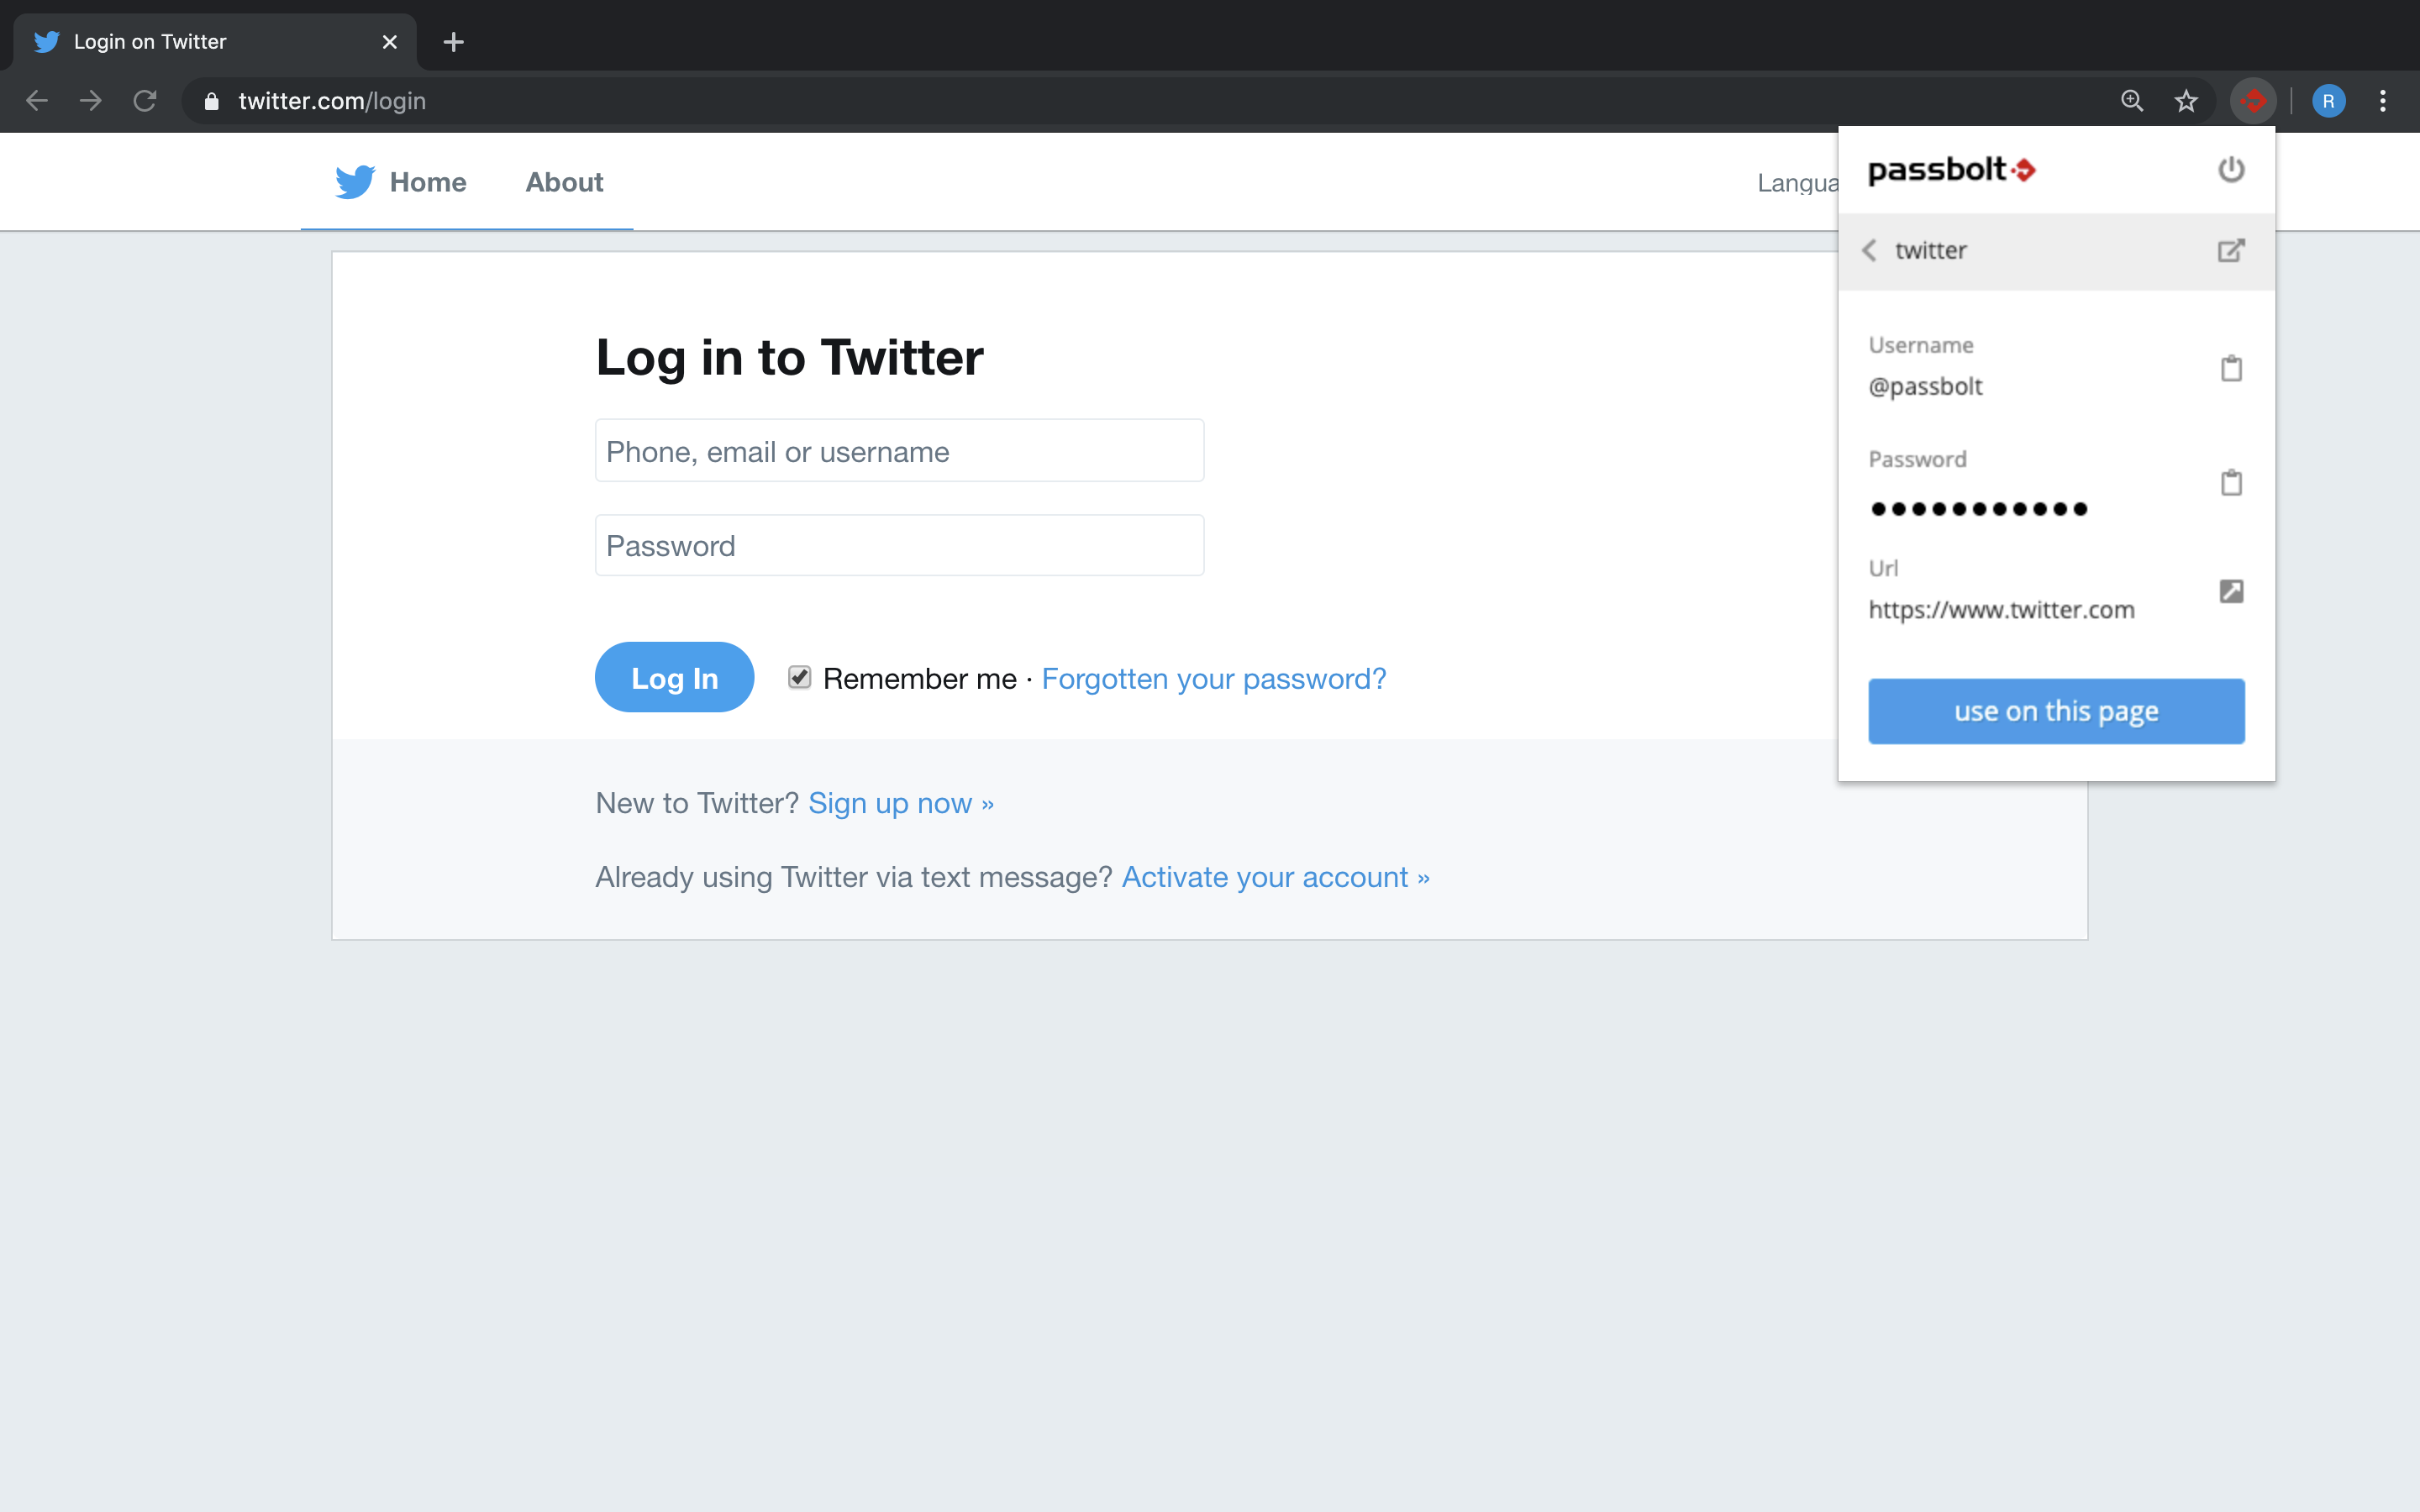 Login on Twitter
twitter.com/login
R
Home About Langua
passbolt
twitter
Username
@passbolt
Password
Url
https://www.twitter.com
use on this page
Log in to Twitter
Phone, email or username
Password
Log In Remember me · Forgotten your password?
New to Twitter? Sign up now »
Already using Twitter via text message? Activate your account »